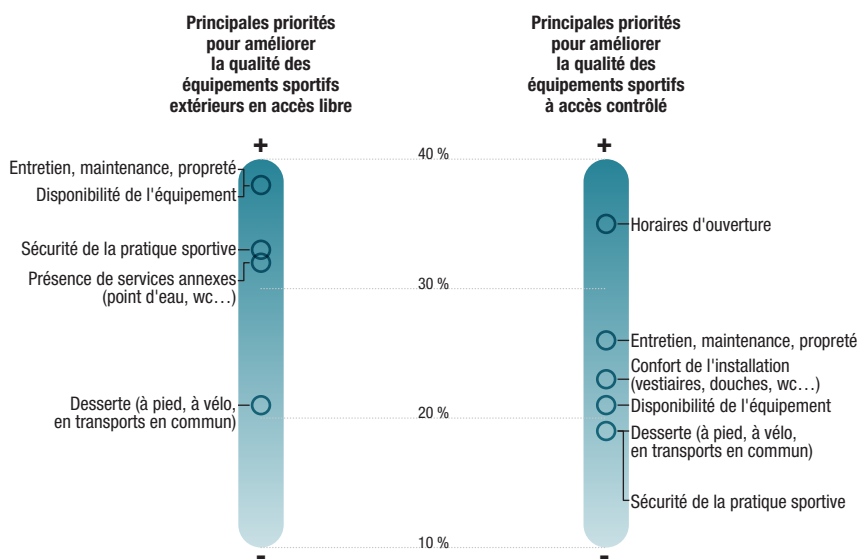 Principales priorités
pour améliorer
la qualité des
équipements sportifs
extérieurs en accès libre
+
Entretien, maintenance, propreté
Disponibilité de l'équipement
Sécurité de la pratique sportive
Présence de services annexes
(point d'eau, wc…)
Desserte (à pied, à vélo,
en transports en commun)
-
40 %
30 %
20 %
10 %
Principales priorités
pour améliorer
la qualité des
équipements sportifs
à accès contrôlé
+
Horaires d'ouverture
Entretien, maintenance, propreté
Confort de l'installation
(vestiaires, douches, wc…)
Disponibilité de l'équipement
Desserte (à pied, à vélo,
en transports en commun)
Sécurité de la pratique sportive
-